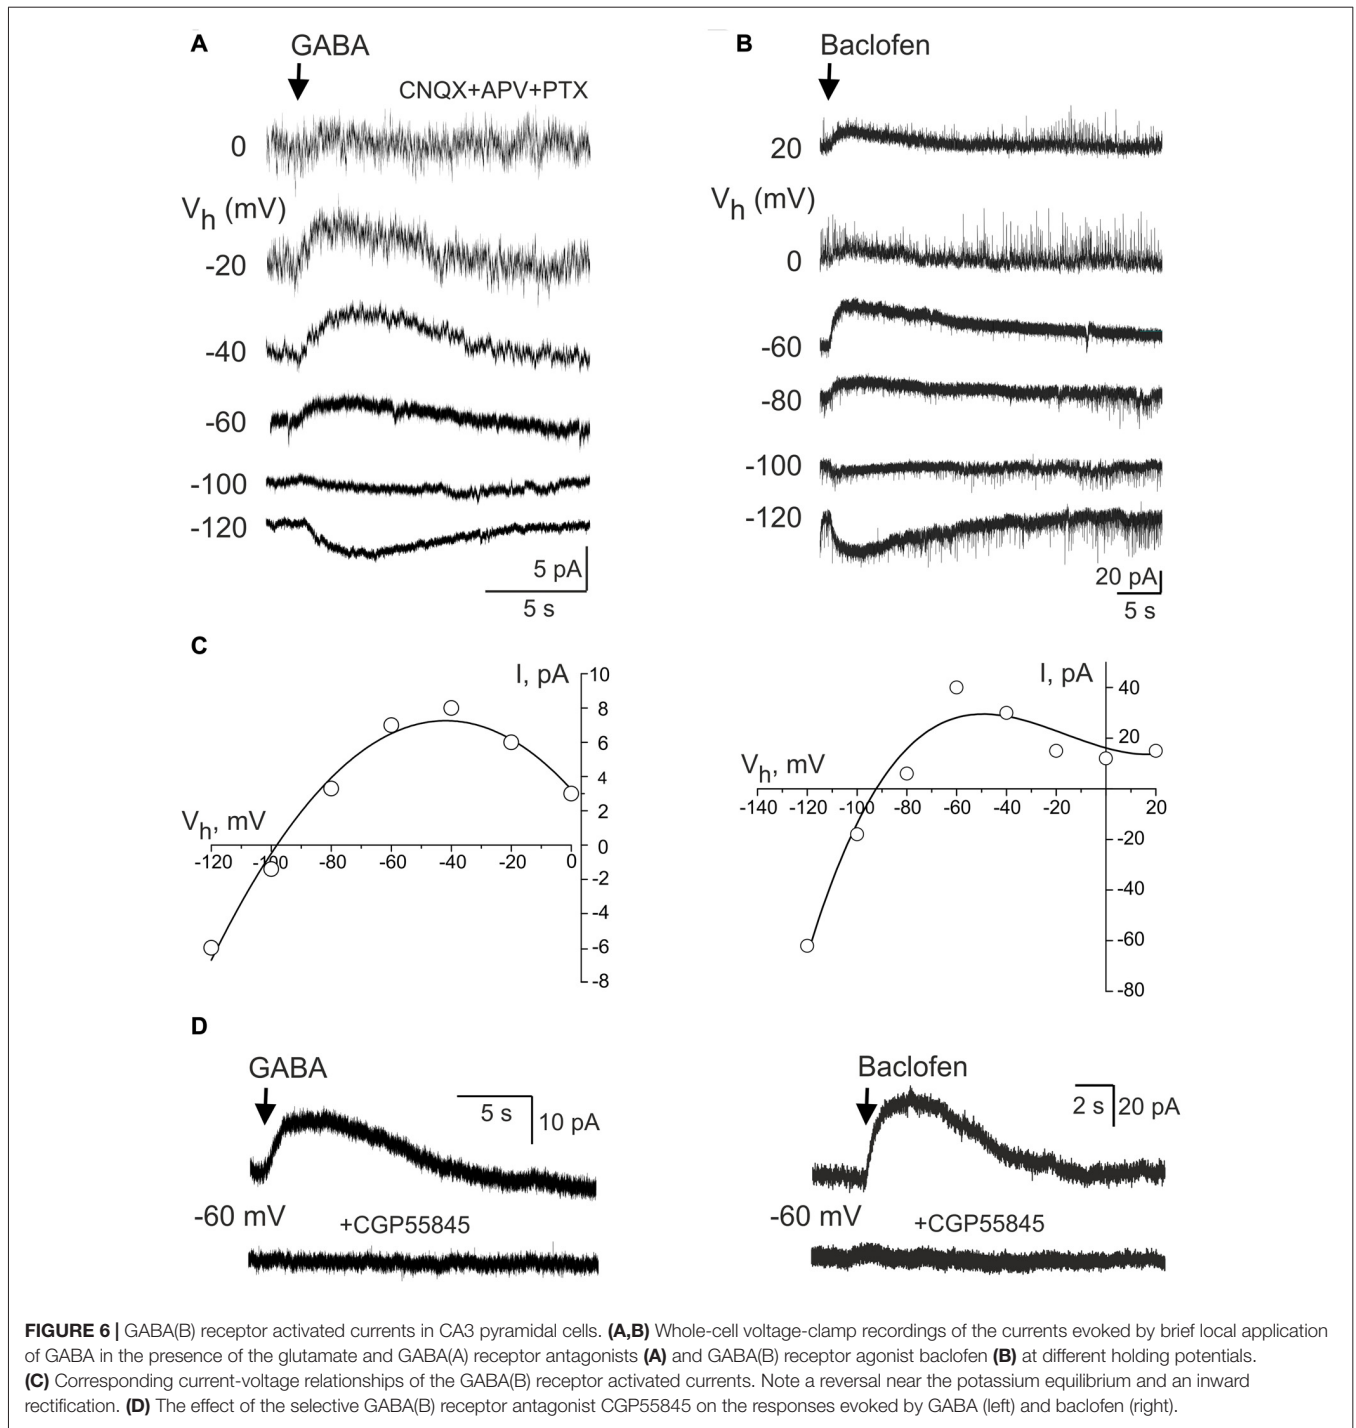 A
GABA
CNQX+APV+PTX
0
Vh (mV)
-20
-40
-60
-100
-120
5 pA
5 s
B
Baclofen
20
Vh (mV)
0
-60
-80
-100
-120
20 pA
5 s
C
I, pA
10
8
6
4
2
0
-2
-4
-6
-8
Vh, mV
-120 -100 -80 -60 -40 -20 0
I, pA
40
20
-20
-40
-60
-80
Vh, mV
-140 -120 -100 -80 -60 -40 -20 20
D
GABA
5 s
10 pA
-60 mV
+CGP55845
Baclofen
2 s
20 pA
-60 mV
+CGP55845
FIGURE 6 | GABA(B) receptor activated currents in CA3 pyramidal cells. (A,B) Whole-cell voltage-clamp recordings of the currents evoked by brief local application
of GABA in the presence of the glutamate and GABA(A) receptor antagonists (A) and GABA(B) receptor agonist baclofen (B) at different holding potentials.
(C) Corresponding current-voltage relationships of the GABA(B) receptor activated currents. Note a reversal near the potassium equilibrium and an inward
rectification. (D) The effect of the selective GABA(B) receptor antagonist CGP55845 on the responses evoked by GABA (left) and baclofen (right).